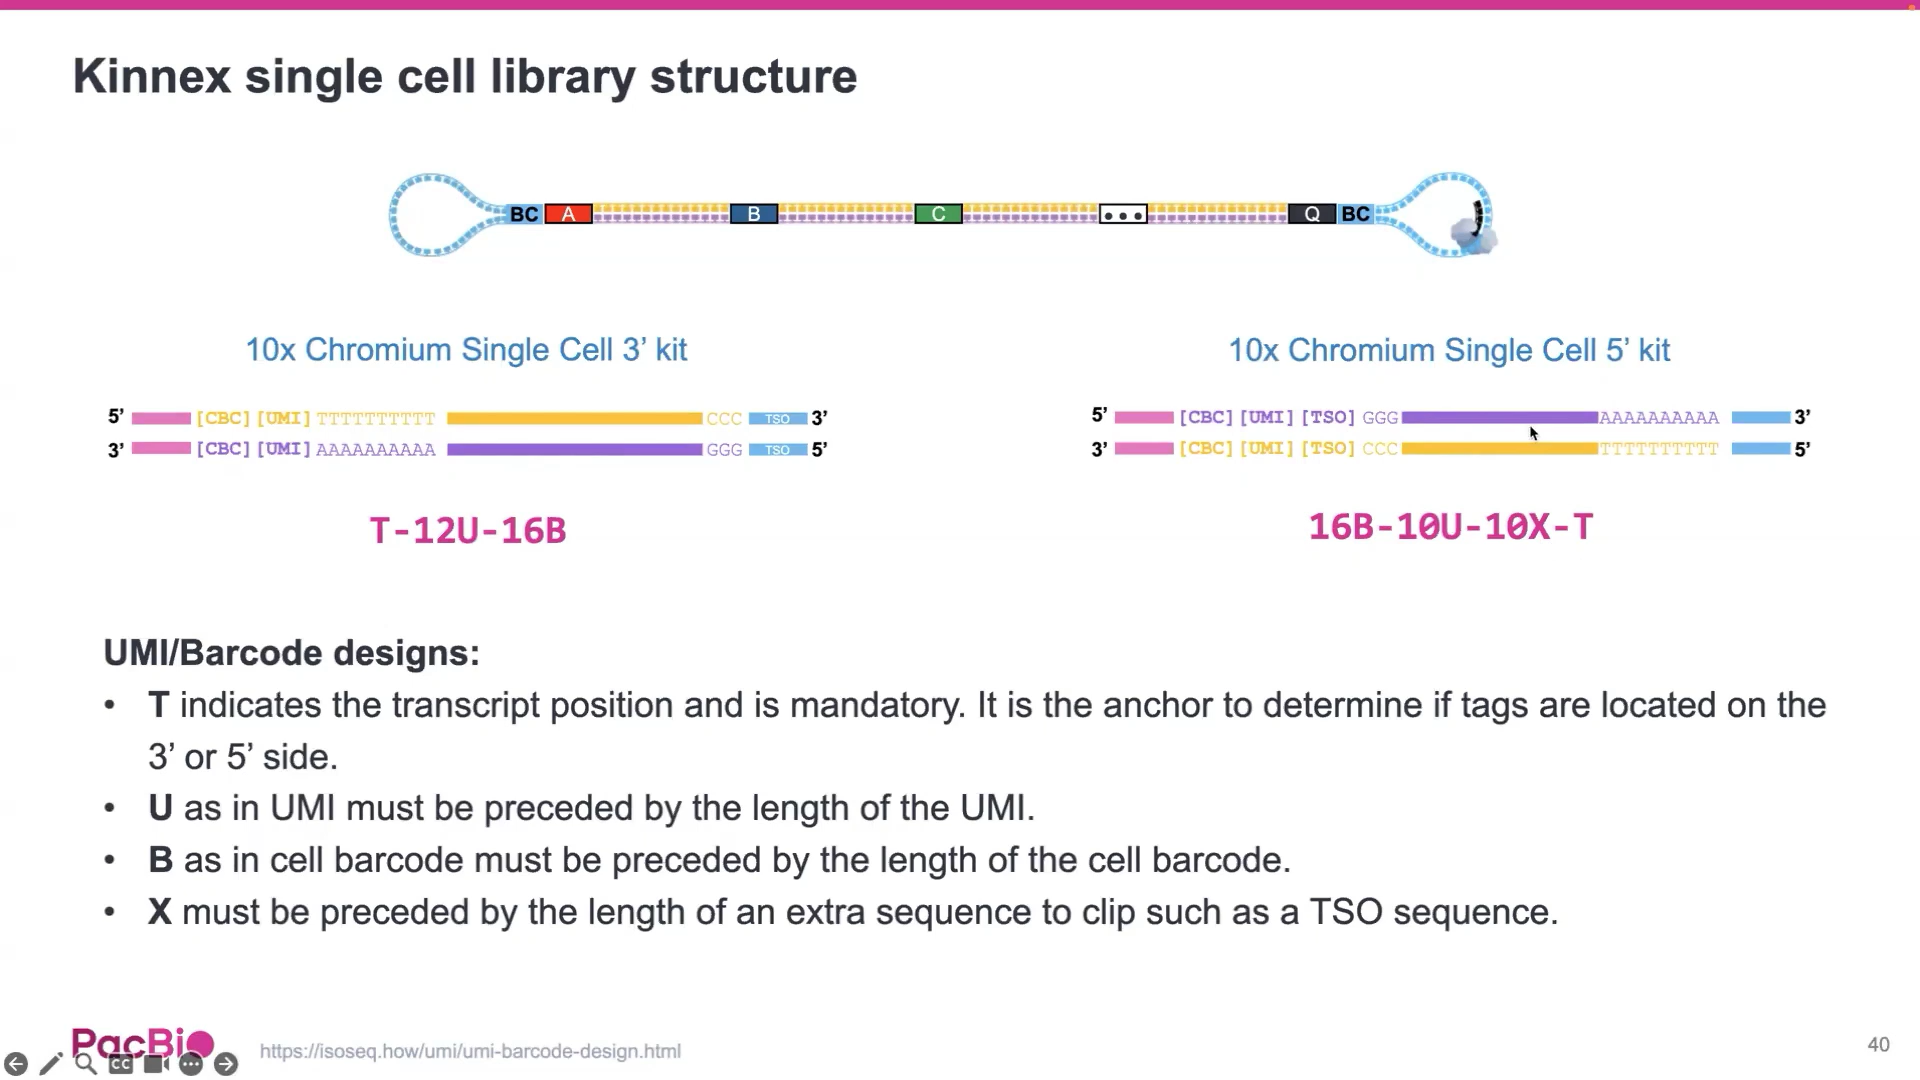 Kinnex single cell library structure
BC A B C ... Q BC
10x Chromium Single Cell 3’ kit
5’ [CBC][UMI]TTTTTTTTTT CCC TSO 3’
3’ [CBC][UMI]AAAAAAAAAA GGG TSO 5’
T-12U-16B
10x Chromium Single Cell 5’ kit
5’ [CBC][UMI][TSO]GGG AAAAAAAAAA 3’
3’ [CBC][UMI][TSO]CCC TTTTTTTTTT 5’
16B-10U-10X-T
UMI/Barcode designs:
• T indicates the transcript position and is mandatory. It is the anchor to determine if tags are located on the
3’ or 5’ side.
• U as in UMI must be preceded by the length of the UMI.
• B as in cell barcode must be preceded by the length of the cell barcode.
• X must be preceded by the length of an extra sequence to clip such as a TSO sequence.
PacBio
CC
https://isoseq.how/umi/umi-barcode-design.html
40